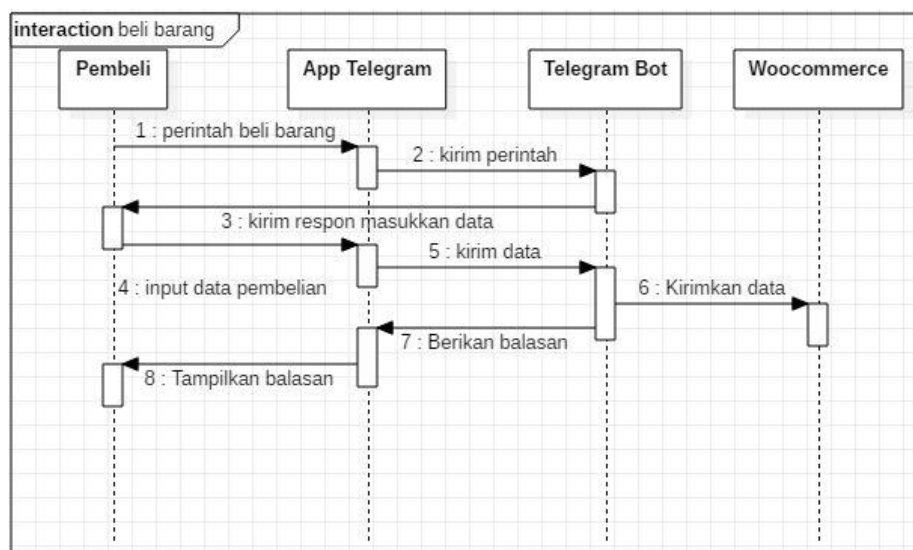 interaction beli barang
Pembeli
App Telegram
Telegram Bot
Woocommerce
1 : perintah beli barang
2 : kirim perintah
3 : kirim respon masukkan data
5 : kirim data
4 : input data pembelian
6 : Kirimkan data
7 : Berikan balasan
8 : Tampilkan balasan